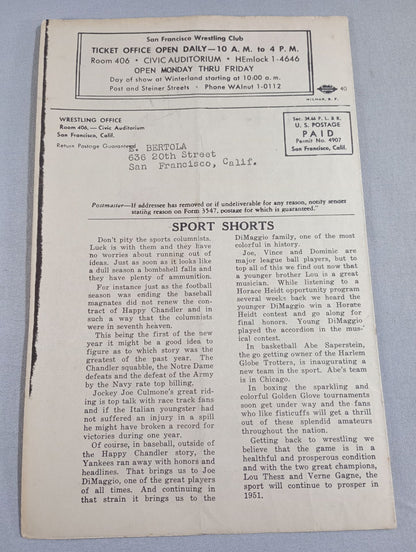 San Francisco Wrestling Club
TICKET OFFICE OPEN DAILY—10 A. M. to 4 P. M.
Room 406 • CIVIC AUDITORIUM • HEmlock 1-4646
OPEN MONDAY THRU FRIDAY
Day of show at Winterland starting at 10:00 a. m.
Post and Steiner Streets - Phone WAlnut 1-0112
40
WRESTLING OFFICE
Room 406, — Civic Auditorium
San Francisco, Calif.
Return Postage Guaranteed
Sec. 34.66 P. L. & R.
U. S. POSTAGE
PAID
Permit No. 4907
San Francisco, Calif.
E. BERTOLA
636 20th Street
San Francisco, Calif.
Postmaster—If addressee has removed or if undeliverable for any reason, notify sender
stating reason on Form 3547, postage for which is guaranteed."
SPORT SHORTS
Don't pity the sports columnists.
Luck is with them and they have
no worries about running out of
ideas. Just as soon as it looks like
a dull season a bombshell falls and
they have plenty of ammunition.
For instance just as the football
season was ending the baseball
magnates did not renew the con-
tract of Happy Chandler and in
such a way that the columnists
were in seventh heaven.
This being the first of the new
year it might be a good idea to
figure as to which story was the
greatest of the past year. The
Chandler squabble, the Notre Dame
defeats and the defeat of the Army
by the Navy rate top billing.
Jockey Joe Culmone's great rid-
ing is top talk with race track fans
and if the Italian youngster had
not suffered an injury in a spill
he might have broken a record for
victories during one year.
Of course, in baseball, outside of
the Happy Chandler story, the
Yankees ran away with honors and
headlines. That brings us to Joe
DiMaggio, one of the great players
of all times. And continuing in
that strain it brings us to the
DiMaggio family, one of the most
colorful in history.
Joe, Vince and Dominic are
major league ball players, but to
top all of this we find out now that
a younger brother Lou is a great
musician. While listening to a
Horace Heidt opportunity program
several weeks back we heard the
younger DiMaggio win a Horace
Heidt contest and go along for
final honors. Young DiMaggio
played the accordion in the mus-
ical contest.
In basketball Abe Saperstein,
the go getting owner of the Harlem
Globe Trotters, is inaugurating a
new team in the sport. Abe's team
is in Chicago.
In boxing the sparkling and
colorful Golden Glove tournaments
soon get under way and the fans
who like fisticuffs will get a thrill
out of these splendid amateurs
throughout the nation.
Getting back to wrestling we
believe that the game is in a
healthful and prosperous condition
and with the two great champions,
Lou Thesz and Verne Gagne, the
sport will continue to prosper in
1951.